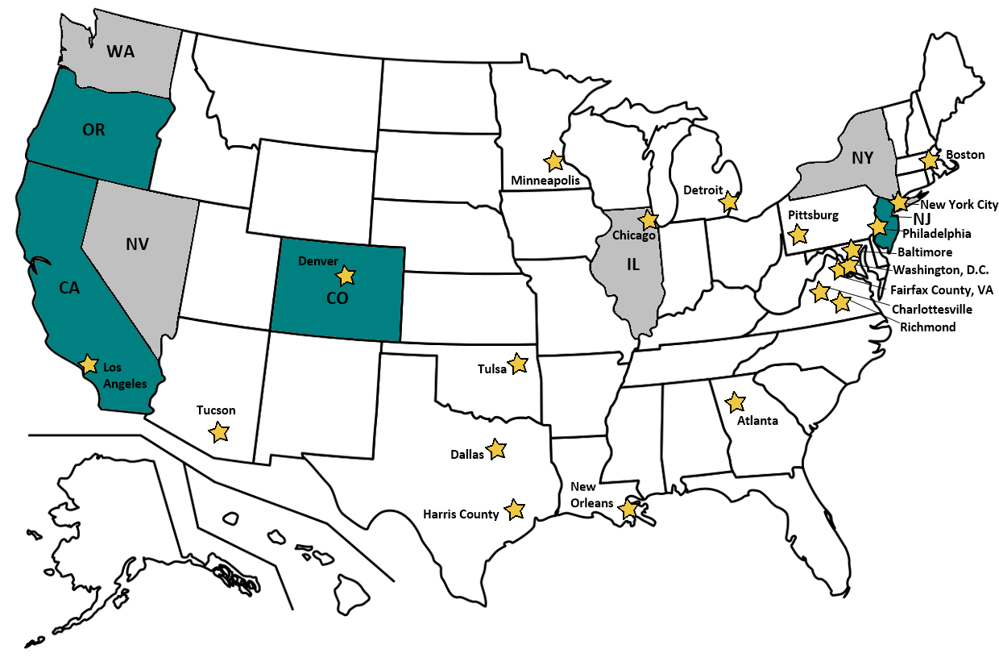 WA
OR
NY
Boston
Minneapolis
Detroit
New York City
Pittsburg
NJ
Philadelphia
Chicago
NV
Baltimore
Denver
IL
Washington, D.C.
CA
CO
Fairfax County, VA
Charlottesville
Richmond
Los
Angeles
Tulsa
Tucson
Atlanta
Dallas
New
Orleans
Harris County